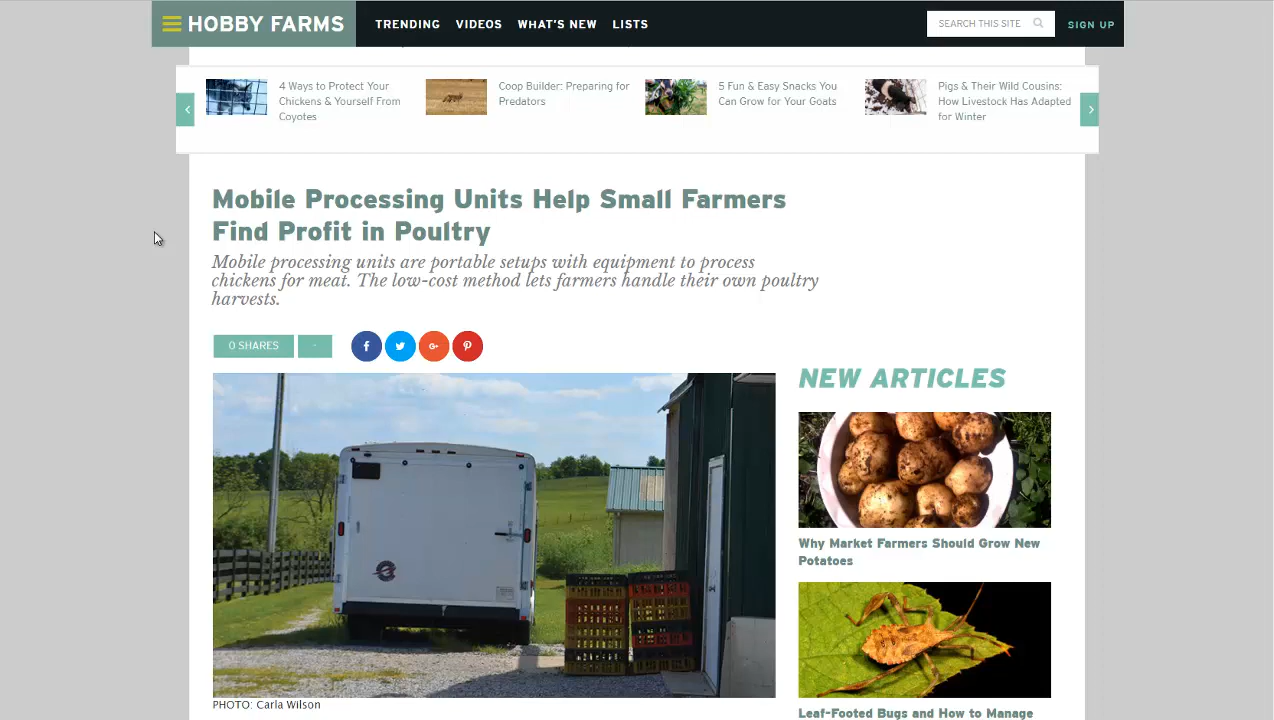 HOBBY FARMS
TRENDING VIDEOS WHAT'S NEW LISTS
SEARCH THIS SITE
SIGN UP
4 Ways to Protect Your
Chickens & Yourself From
Coyotes
Coop Builder: Preparing for
Predators
5 Fun & Easy Snacks You
Can Grow for Your Goats
Pigs & Their Wild Cousins:
How Livestock Has Adapted
for Winter
Mobile Processing Units Help Small Farmers
Find Profit in Poultry
Mobile processing units are portable setups with equipment to process
chickens for meat. The low-cost method lets farmers handle their own poultry
harvests.
0 SHARES
PHOTO: Carla Wilson
NEW ARTICLES
Why Market Farmers Should Grow New
Potatoes
Leaf-Footed Bugs and How to Manage